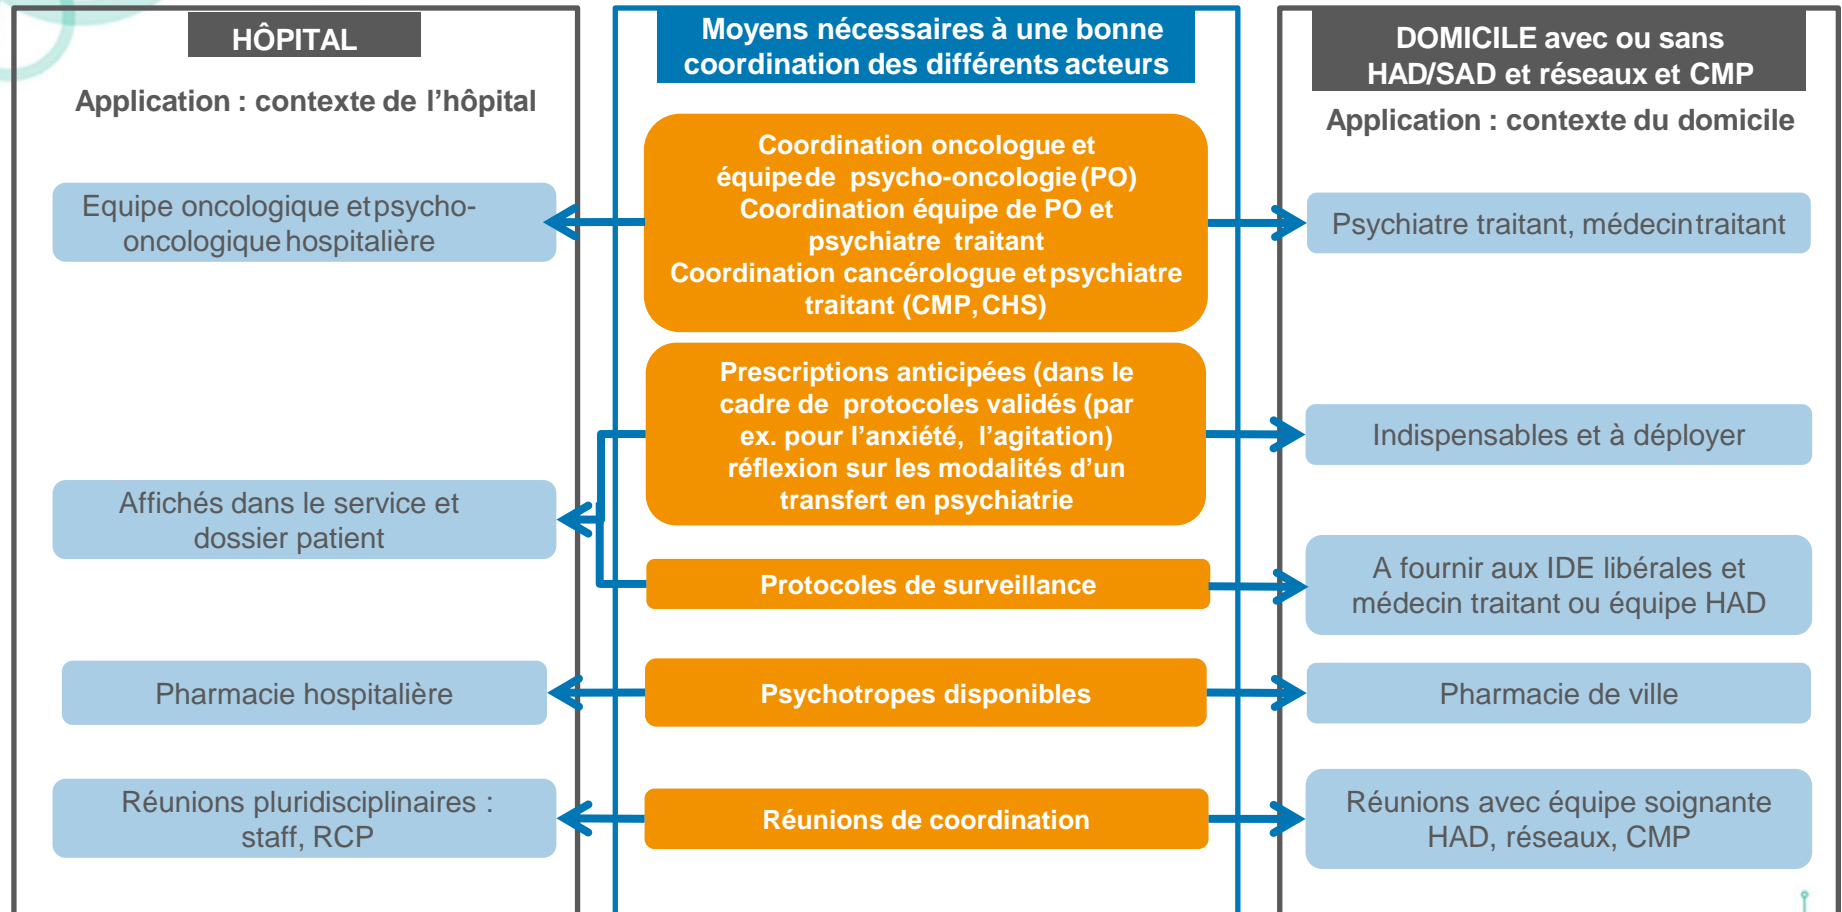 HÔPITAL
Application : contexte de l’hôpital
Equipe oncologique et psycho-
oncologique hospitalière
Affichés dans le service et
dossier patient
Pharmacie hospitalière
Réunions pluridisciplinaires :
staff, RCP
Moyens nécessaires à une bonne
coordination des différents acteurs
Coordination oncologue et
équipe de psycho-oncologie (PO)
Coordination équipe de PO et
psychiatre traitant
Coordination cancérologue et psychiatre
traitant (CMP, CHS)
Prescriptions anticipées (dans le
cadre de protocoles validés (par
ex. pour l’anxiété, l’agitation)
réflexion sur les modalités d’un
transfert en psychiatrie
Protocoles de surveillance
Psychotropes disponibles
Réunions de coordination
DOMICILE avec ou sans
HAD/SAD et réseaux et CMP
Application : contexte du domicile
Psychiatre traitant, médecin traitant
Indispensables et à déployer
A fournir aux IDE libérales et
médecin traitant ou équipe HAD
Pharmacie de ville
Réunions avec équipe soignante
HAD, réseaux, CMP